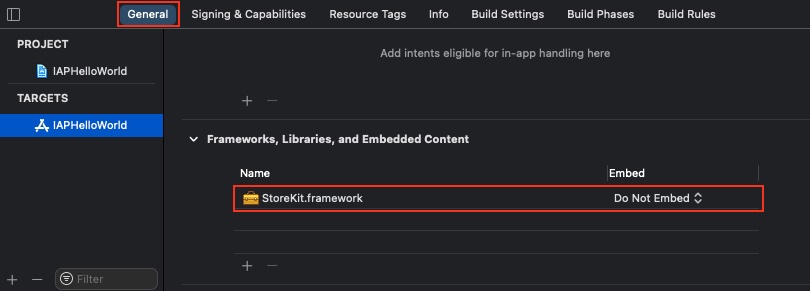 General Signing & Capabilities Resource Tags Info Build Settings Build Phases Build Rules
PROJECT
IAPHelloWorld
TARGETS
IAPHelloWorld
Filter
Add intents eligible for in-app handling here
Frameworks, Libraries, and Embedded Content
Name Embed
StoreKit.framework Do Not Embed